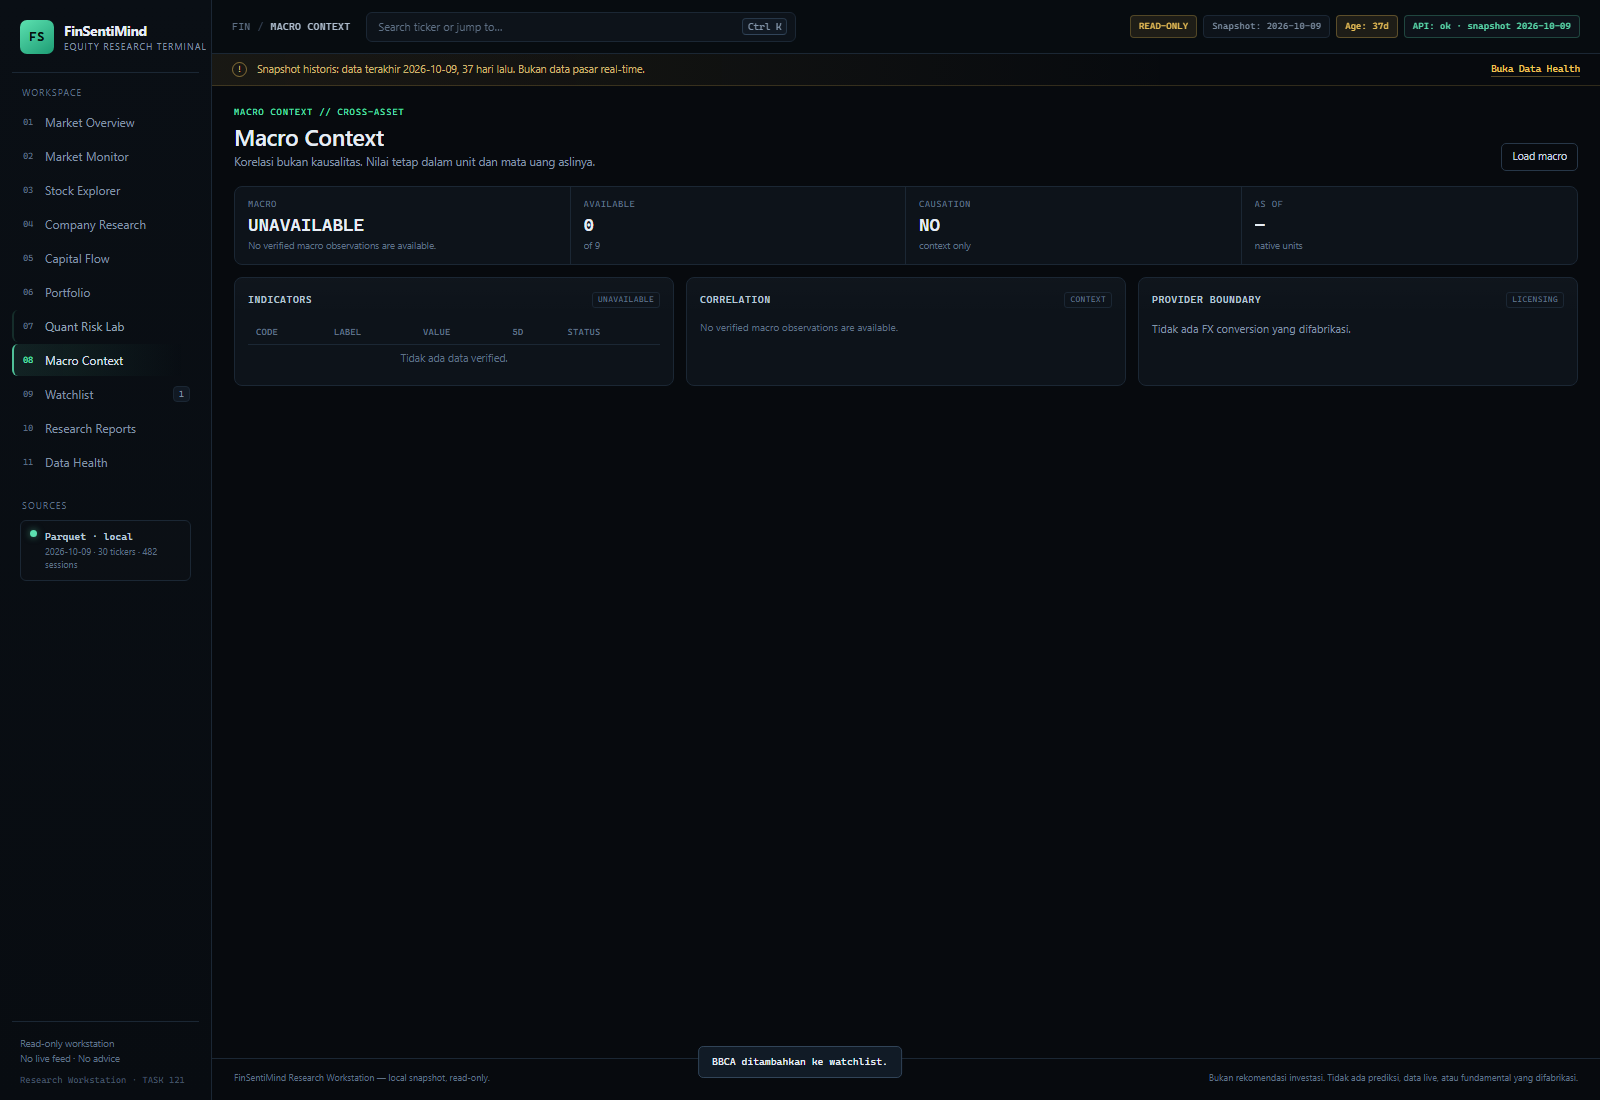 FS
FinSentiMind
EQUITY RESEARCH TERMINAL
FIN / MACRO CONTEXT
Search ticker or jump to...
Ctrl K
READ-ONLY
Snapshot: 2026-10-09
Age: 37d
API: ok · snapshot 2026-10-09
! Snapshot historis: data terakhir 2026-10-09, 37 hari lalu. Bukan data pasar real-time.
Buka Data Health
WORKSPACE
01 Market Overview
02 Market Monitor
03 Stock Explorer
04 Company Research
05 Capital Flow
06 Portfolio
07 Quant Risk Lab
08 Macro Context
09 Watchlist 1
10 Research Reports
11 Data Health
SOURCES
Parquet · local
2026-10-09 · 30 tickers · 482
sessions
Read-only workstation
No live feed · No advice
Research Workstation · TASK 121
MACRO CONTEXT // CROSS-ASSET
Macro Context
Korelasi bukan kausalitas. Nilai tetap dalam unit dan mata uang aslinya.
Load macro
MACRO
UNAVAILABLE
No verified macro observations are available.
AVAILABLE
0
of 9
CAUSATION
NO
context only
AS OF
—
native units
INDICATORS
UNAVAILABLE
CODE LABEL VALUE 5D STATUS
Tidak ada data verified.
CORRELATION
CONTEXT
No verified macro observations are available.
PROVIDER BOUNDARY
LICENSING
Tidak ada FX conversion yang difabrikasi.
BBCA ditambahkan ke watchlist.
FinSentiMind Research Workstation — local snapshot, read-only.
Bukan rekomendasi investasi. Tidak ada prediksi, data live, atau fundamental yang difabrikasi.